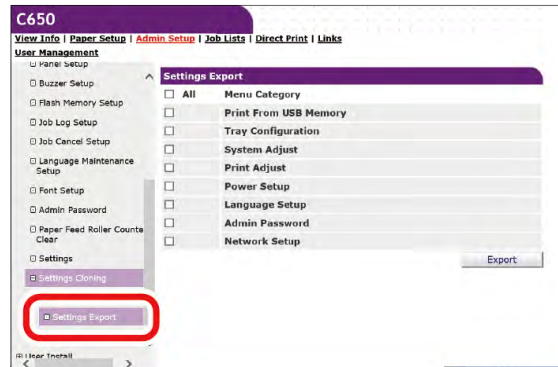 C650
View Info | Paper Setup | Admin Setup | Job Lists | Direct Print | Links
User Management
Panel Setup
Buzzer Setup
Flash Memory Setup
Job Log Setup
Job Cancel Setup
Language Maintenance
Setup
Font Setup
Admin Password
Paper Feed Roller Counte
Clear
Settings
Settings Cloning
Settings Export
User Install
Settings Export
All Menu Category
Print From USB Memory
Tray Configuration
System Adjust
Print Adjust
Power Setup
Language Setup
Admin Password
Network Setup
Export